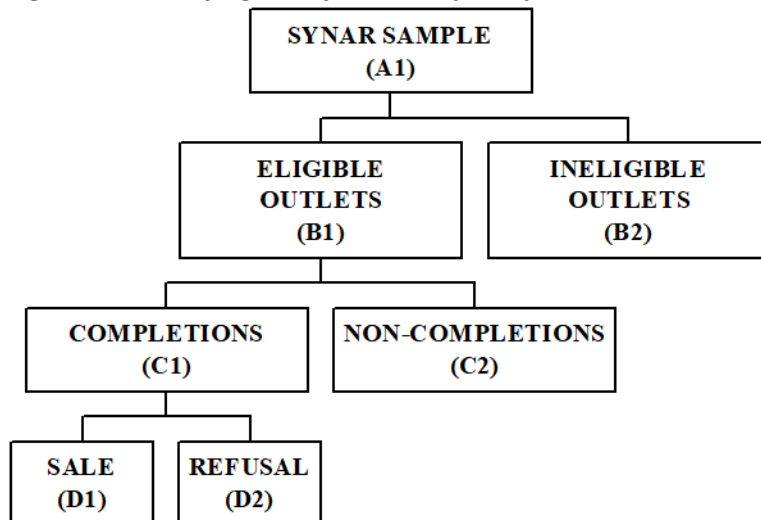 SYNAR SAMPLE
(A1)
ELIGIBLE
OUTLETS
(B1)
INELIGIBLE
OUTLETS
(B2)
COMPLETIONS
(C1)
NON-COMPLETIONS
(C2)
SALE
(D1)
REFUSAL
(D2)